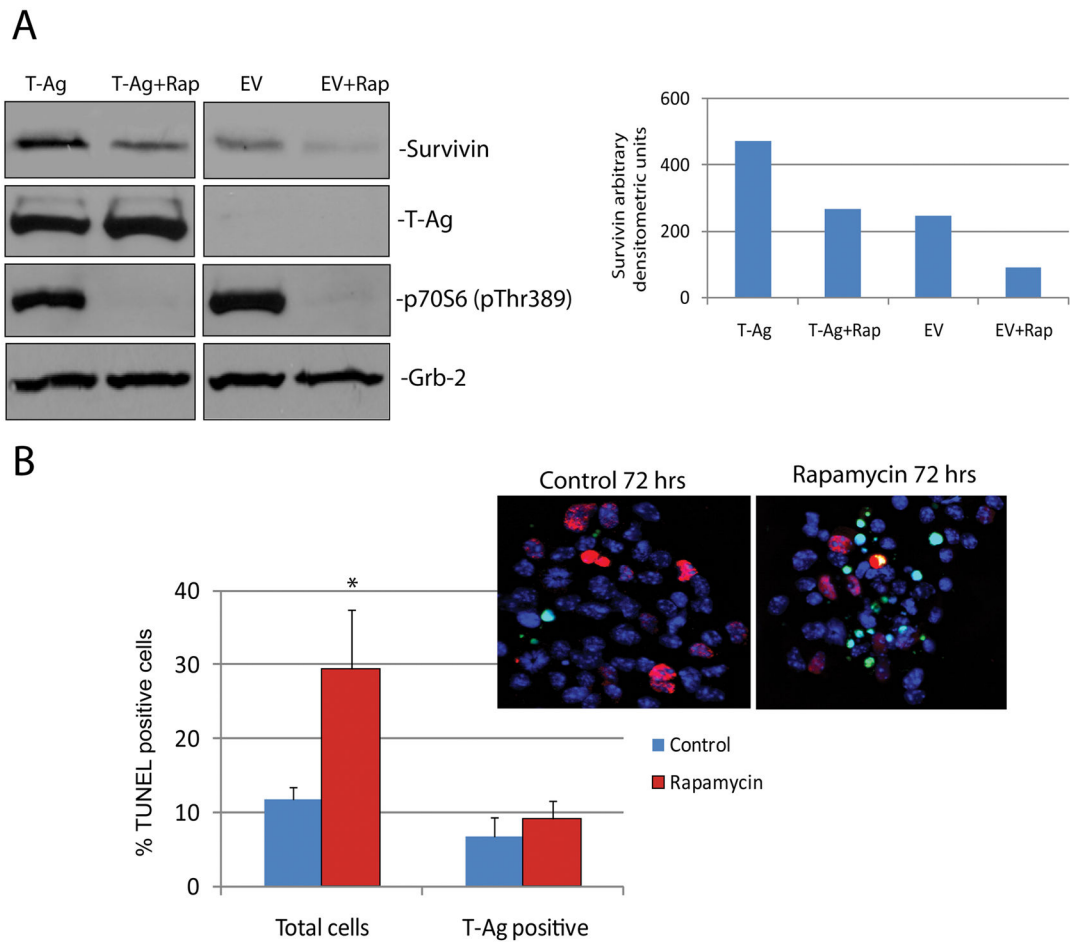 A
T-Ag T-Ag+Rap EV EV+Rap
-Survivin
-T-Ag
-p70S6 (pThr389)
-Grb-2
Survivin arbitrary
densitometric units
600
400
200
0
T-Ag T-Ag+Rap EV EV+Rap
B
Control 72 hrs
Rapamycin 72 hrs
% TUNEL positive cells
40
30
20
10
0
*
Total cells T-Ag positive
Control
Rapamycin